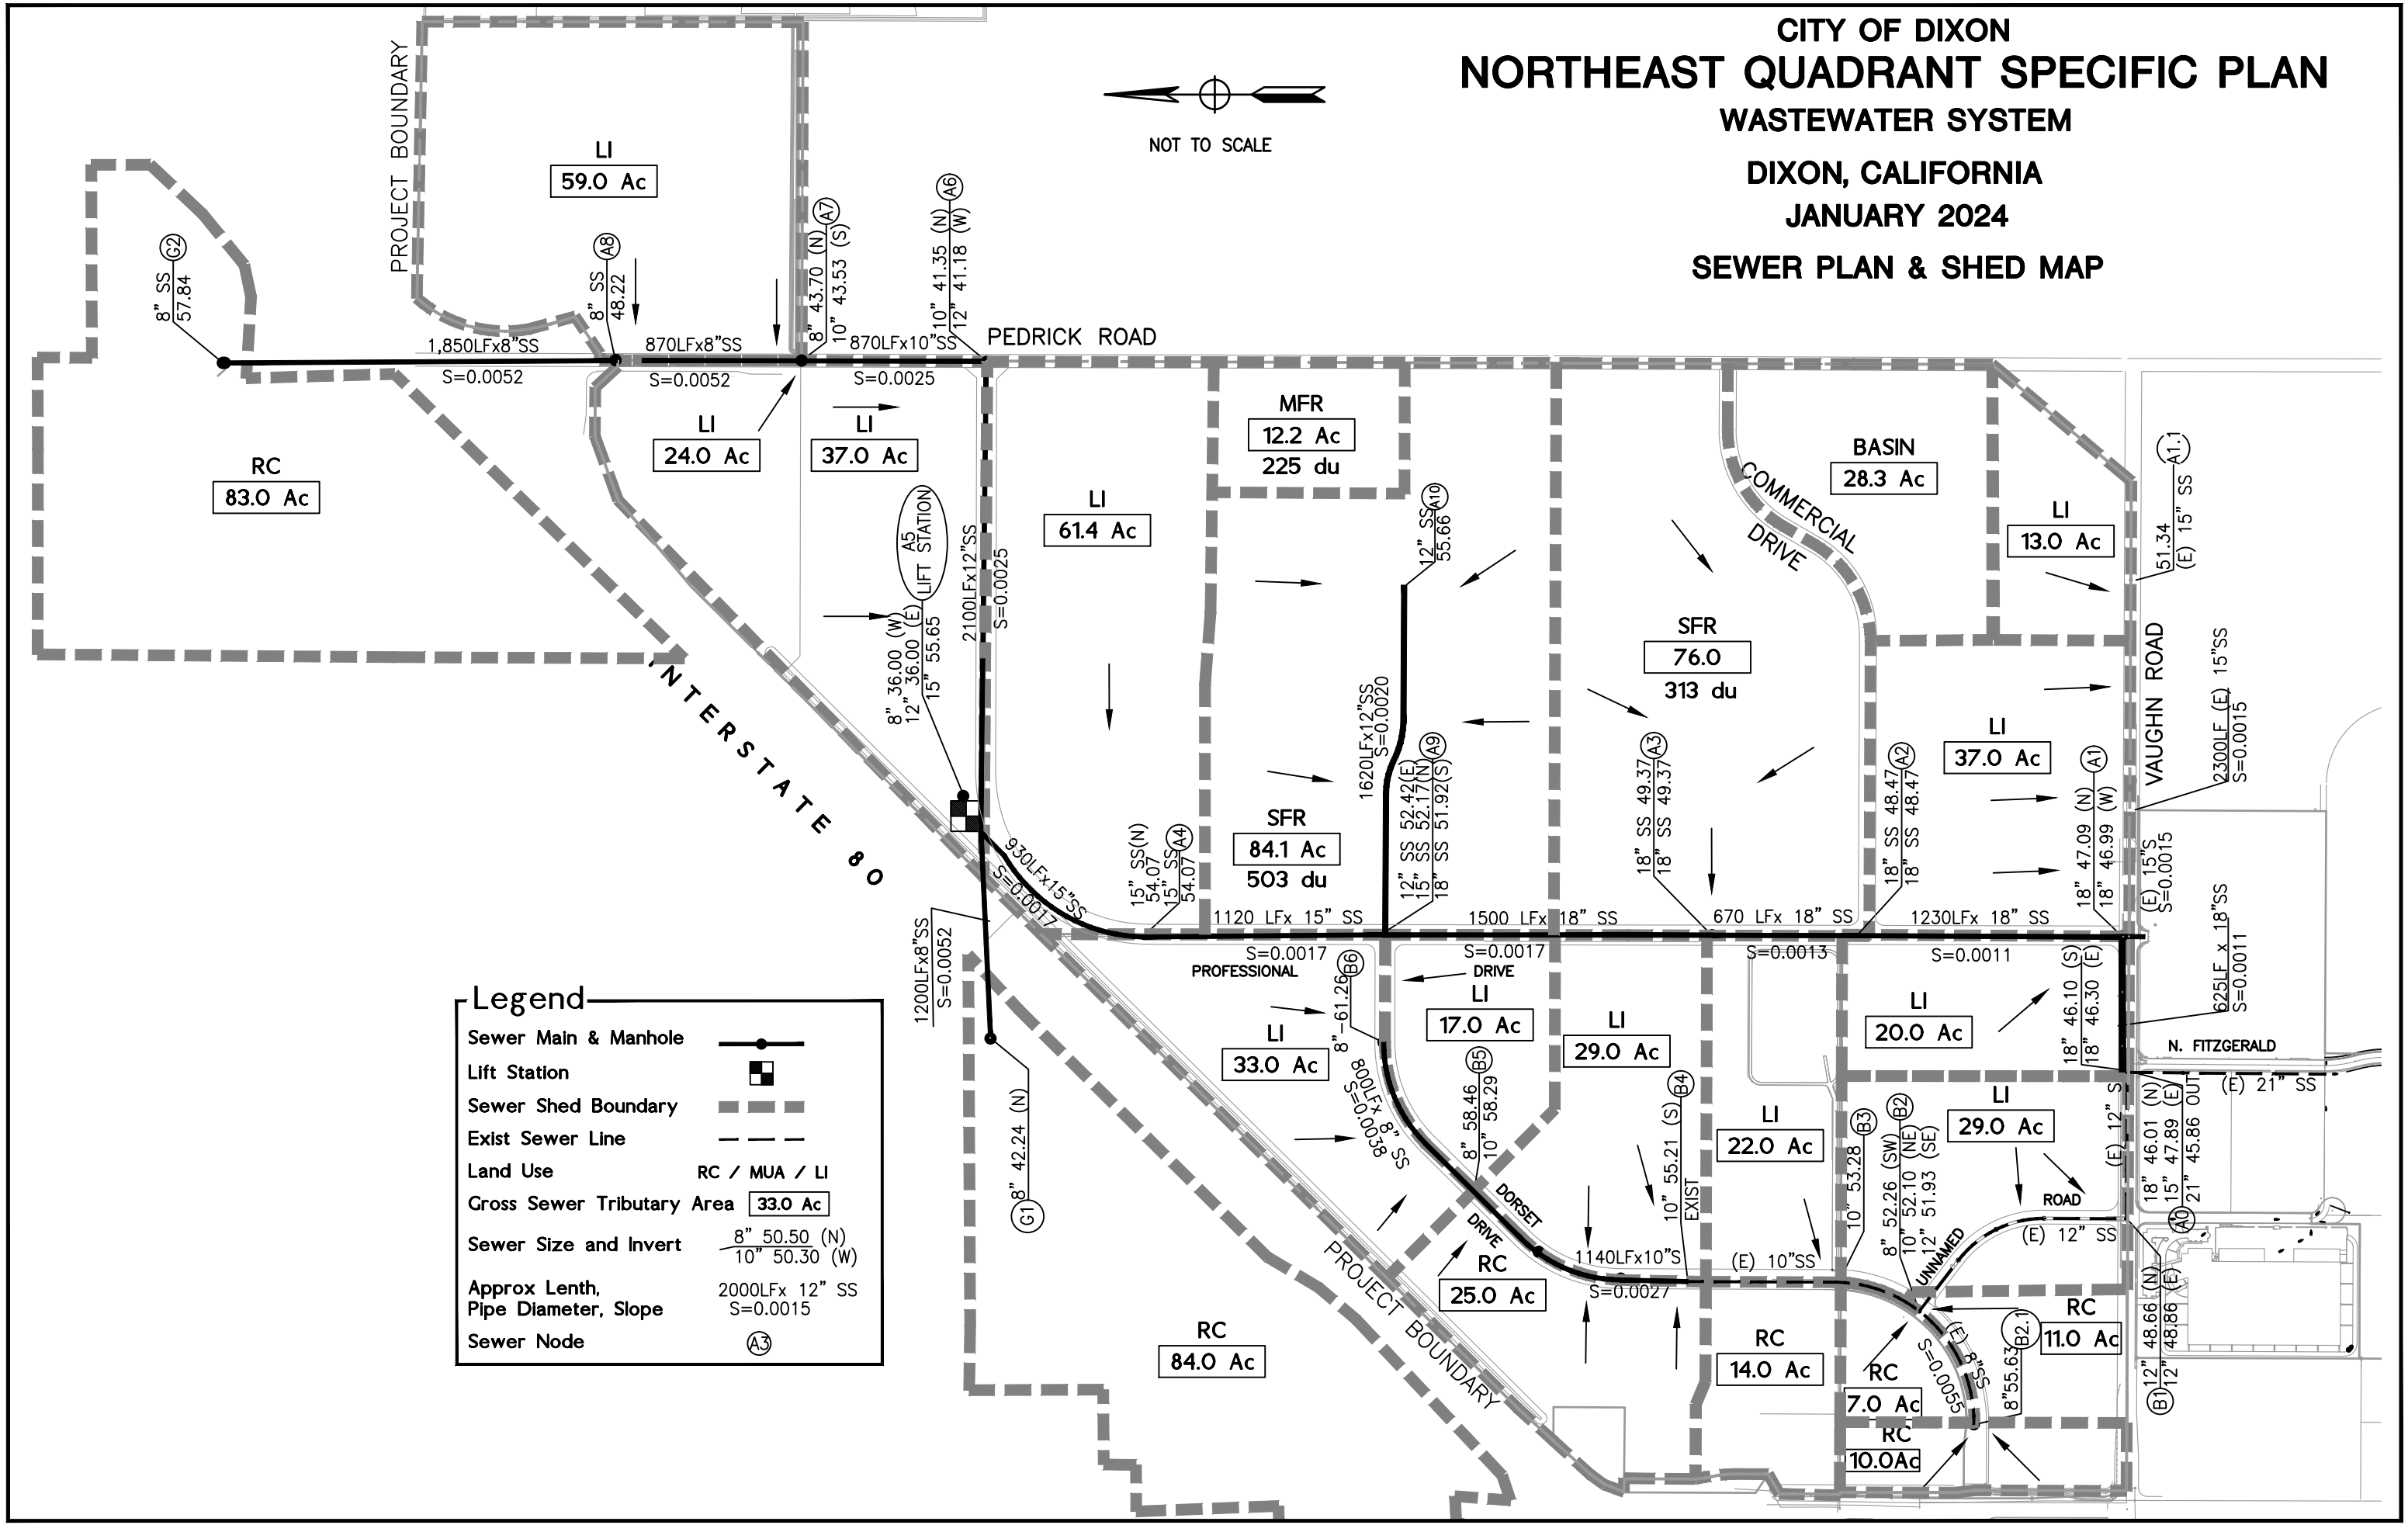 CITY OF DIXON
NORTHEAST QUADRANT SPECIFIC PLAN
WASTEWATER SYSTEM
DIXON, CALIFORNIA
JANUARY 2024
SEWER PLAN & SHED MAP
NOT TO SCALE
PROJECT BOUNDARY
LI
59.0 Ac
G2
8" SS
57.84
A8
8" SS
48.22
A7
8" 43.70 (N)
10" 43.53 (S)
A6
10" 41.35 (N)
12" 41.18 (W)
PEDRICK ROAD
1,850LFx8"SS
S=0.0052
870LFx8"SS
S=0.0052
870LFx10"SS
S=0.0025
RC
83.0 Ac
LI
24.0 Ac
LI
37.0 Ac
LI
61.4 Ac
MFR
12.2 Ac
225 du
BASIN
28.3 Ac
COMMERCIAL
DRIVE
LI
13.0 Ac
A1.1
51.34
(E) 15" SS
A5
LIFT STATION
8" 36.00 (W)
12" 36.00 (E)
15" 55.65
2100LFx12"SS
S=0.0025
A10
12" SS
55.66
1620LFx12"SS
S=0.0020
SFR
76.0
313 du
VAUGHN ROAD
2300LF (E) 15"SS
S=0.0015
LI
37.0 Ac
INTERSTATE 80
SFR
84.1 Ac
503 du
A9
12" SS 52.42(E)
15" SS 52.17(N)
18" SS 51.92(S)
A3
18" SS 49.37
18" SS 49.37
A2
18" SS 48.47
18" SS 48.47
A1
18" 47.09 (N)
18" 46.99 (W)
(E) 15"S
S=0.0015
A4
15" SS(N)
54.07
15" SS
54.07
930LFx15"SS
S=0.0017
1120 LFx 15" SS
S=0.0017
1500 LFx 18" SS
S=0.0017
670 LFx 18" SS
S=0.0013
1230LFx 18" SS
S=0.0011
PROFESSIONAL
DRIVE
1200LFx8"SS
S=0.0052
B6
8"-61.26
LI
17.0 Ac
LI
33.0 Ac
LI
29.0 Ac
LI
20.0 Ac
18" 46.10 (S)
18" 46.30 (E)
625LF x 18"SS
S=0.0011
N. FITZGERALD
(E) 21" SS
Legend
Sewer Main & Manhole
Lift Station
Sewer Shed Boundary
Exist Sewer Line
Land Use RC / MUA / LI
Gross Sewer Tributary Area 33.0 Ac
Sewer Size and Invert 8" 50.50 (N)
10" 50.30 (W)
Approx Lenth, 2000LFx 12" SS
Pipe Diameter, Slope S=0.0015
Sewer Node A3
G1
8" 42.24 (N)
800LFx 8" SS
S=0.0038
B5
8" 58.46
10" 58.29
B4
10" 55.21 (S)
EXIST
LI
22.0 Ac
B3
10" 53.28
B2
8" 52.26 (SW)
10" 52.10 (NE)
12" 51.93 (SE)
LI
29.0 Ac
(E) 12" S
18" 46.01 (N)
15" 47.89 (E)
21" 45.86 OUT
A0
DORSET
DRIVE
UNNAMED
ROAD
(E) 12" SS
1140LFx10"S
S=0.0027
(E) 10"SS
RC
25.0 Ac
PROJECT BOUNDARY
RC
84.0 Ac
RC
14.0 Ac
RC
7.0 Ac
(E) 8"SS
S=0.0055
B2.1
8"55.63
RC
11.0 Ac
B1
12" 48.66 (N)
12" 48.86 (E)
RC
10.0Ac